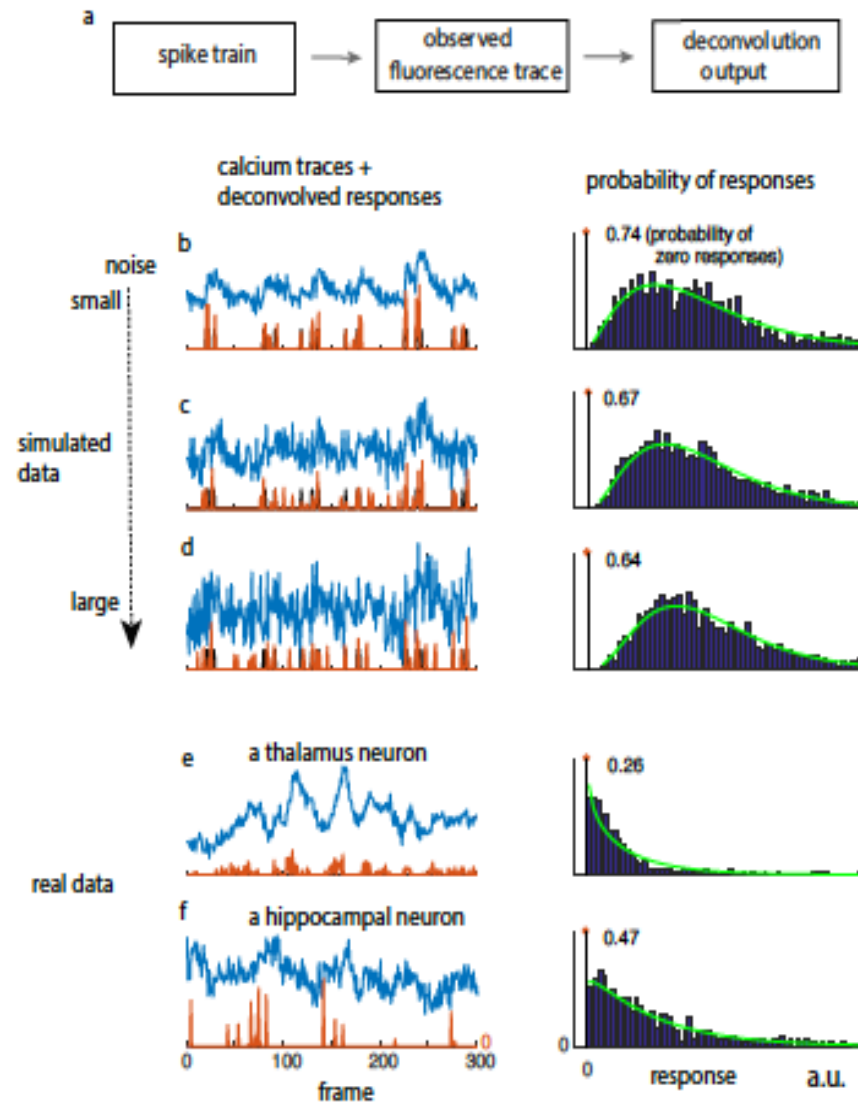 a
spike train
observed
fluorescence trace
deconvolution
output
calcium traces +
deconvolved responses
probability of responses
b
noise
small
0.74 (probability of
zero responses)
c
0.67
simulated
data
d
0.64
large
e
a thalamus neuron
0.26
real data
f
a hippocampal neuron
0.47
0
0
0 100 200 300
frame
0
response
a.u.